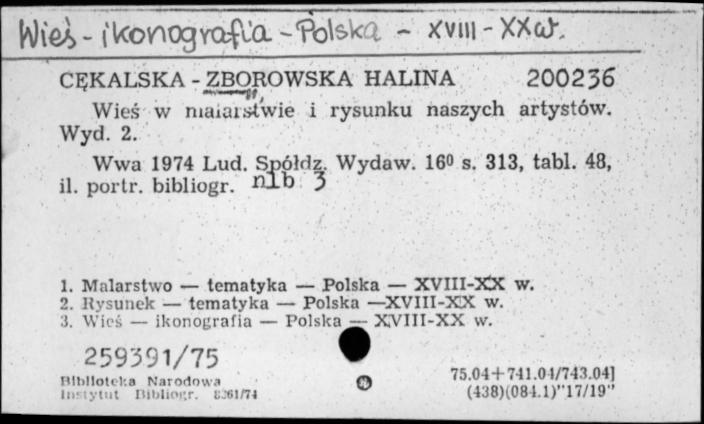 Wieś - ikonografia - Polska - XVIII - XX w.
CĘKALSKA - ZBOROWSKA HALINA 200236
Wieś w malarstwie i rysunku naszych artystów.
Wyd. 2.
Wwa 1974 Lud. Spółdz. Wydaw. 16⁰ s. 313, tabl. 48,
il. portr. bibliogr. nlb 3
1. Malarstwo — tematyka — Polska — XVIII-XX w.
2. Rysunek — tematyka — Polska —XVIII-XX w.
3. Wieś — ikonografia — Polska — XVIII-XX w.
259391/75
75.04+741.04/743.04]
Biblioteka Narodowa
(438)(084.1)"17/19"
Instytut Bibliogr. 8361/74